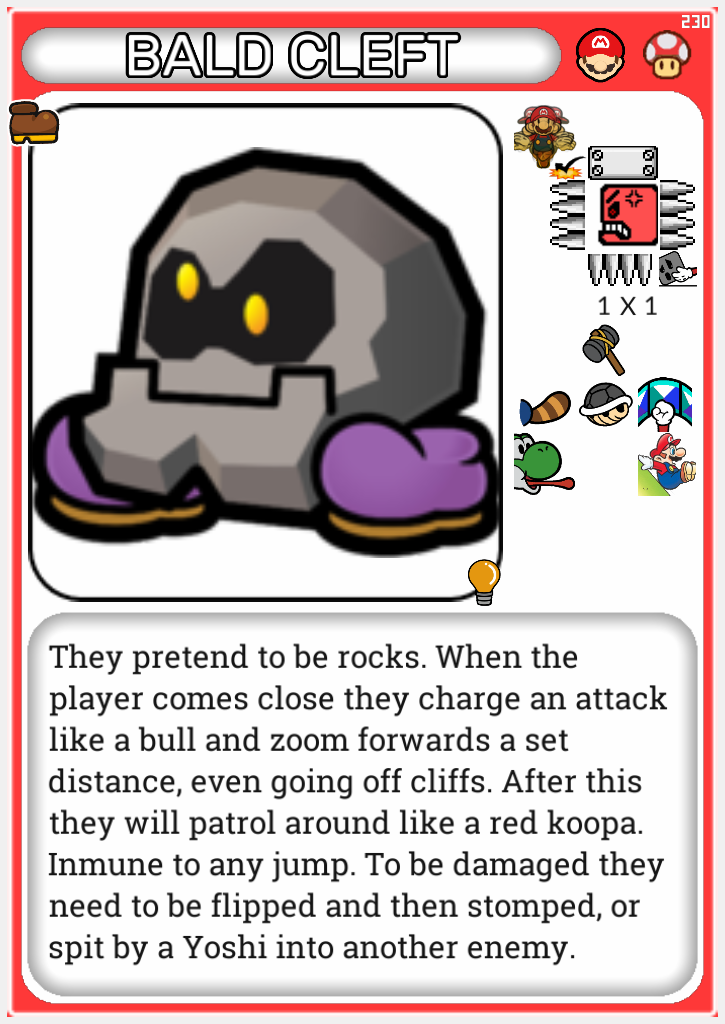 230
BALD CLEFT
1 X 1
They pretend to be rocks. When the
player comes close they charge an attack
like a bull and zoom forwards a set
distance, even going off cliffs. After this
they will patrol around like a red koopa.
Inmune to any jump. To be damaged they
need to be flipped and then stomped, or
spit by a Yoshi into another enemy.